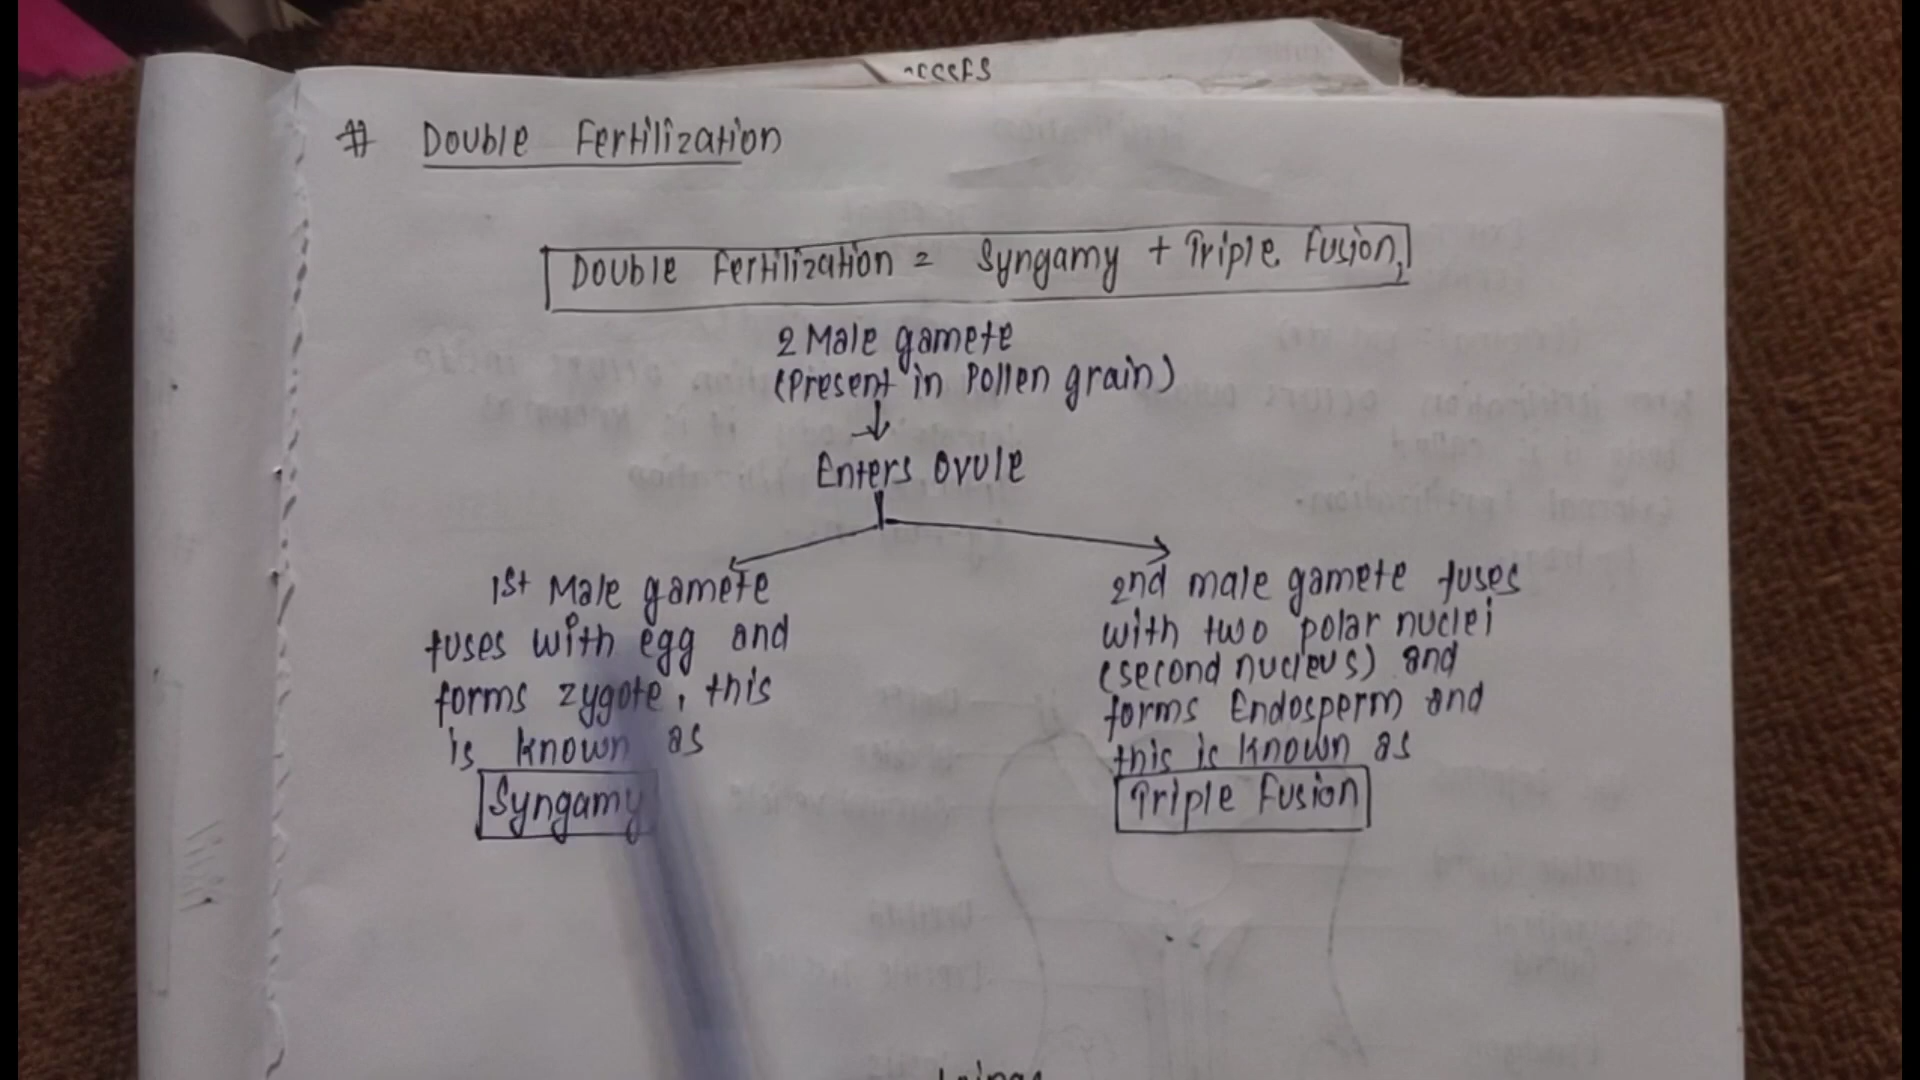 # Double Fertilization
Double Fertilization = Syngamy + Triple Fusion,
2 Male gamete
(Present in Pollen grain)
Enters Ovule
1st Male gamete
fuses with egg and
forms zygote, this
is known as
Syngamy
2nd male gamete fuses
with two polar nuclei
(second nucleus) and
forms Endosperm and
this is known as
Triple Fusion